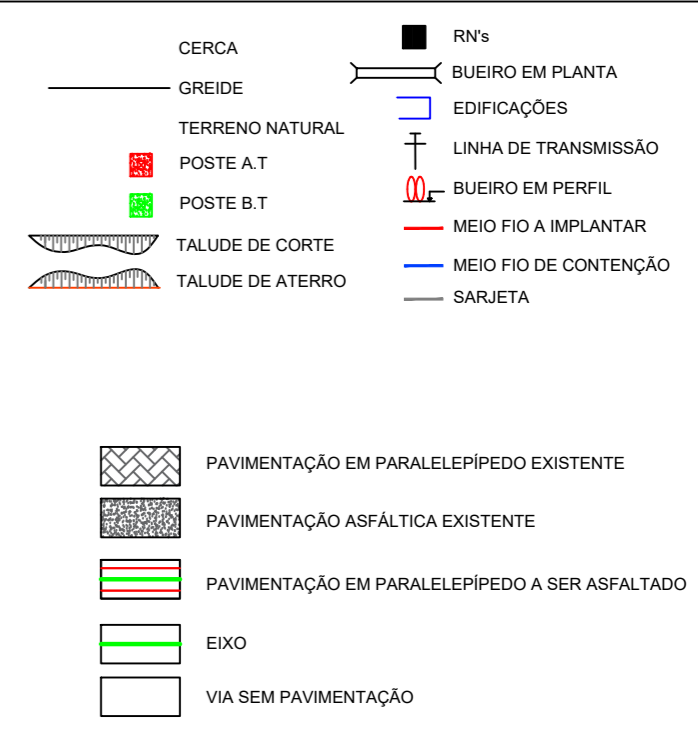 CERCA
GREIDE
TERRENO NATURAL
POSTE A.T
POSTE B.T
TALUDE DE CORTE
TALUDE DE ATERRO
RN's
BUEIRO EM PLANTA
EDIFICAÇÕES
LINHA DE TRANSMISSÃO
BUEIRO EM PERFIL
MEIO FIO A IMPLANTAR
MEIO FIO DE CONTENÇÃO
SARJETA
PAVIMENTAÇÃO EM PARALELEPÍPEDO EXISTENTE
PAVIMENTAÇÃO ASFÁLTICA EXISTENTE
PAVIMENTAÇÃO EM PARALELEPÍPEDO A SER ASFALTADO
EIXO
VIA SEM PAVIMENTAÇÃO